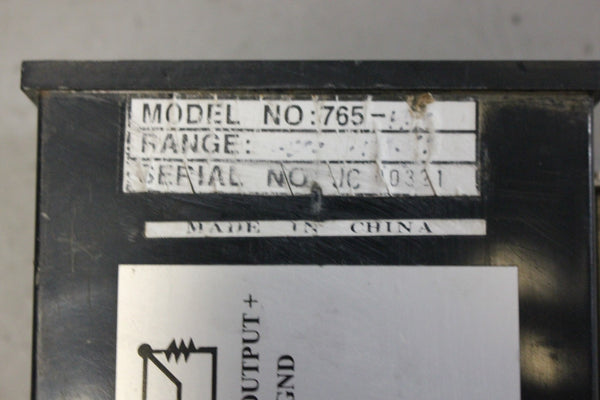 MODEL NO:765-
RANGE:
SERIAL NO
MADE IN CHINA
OUTPUT +
GND